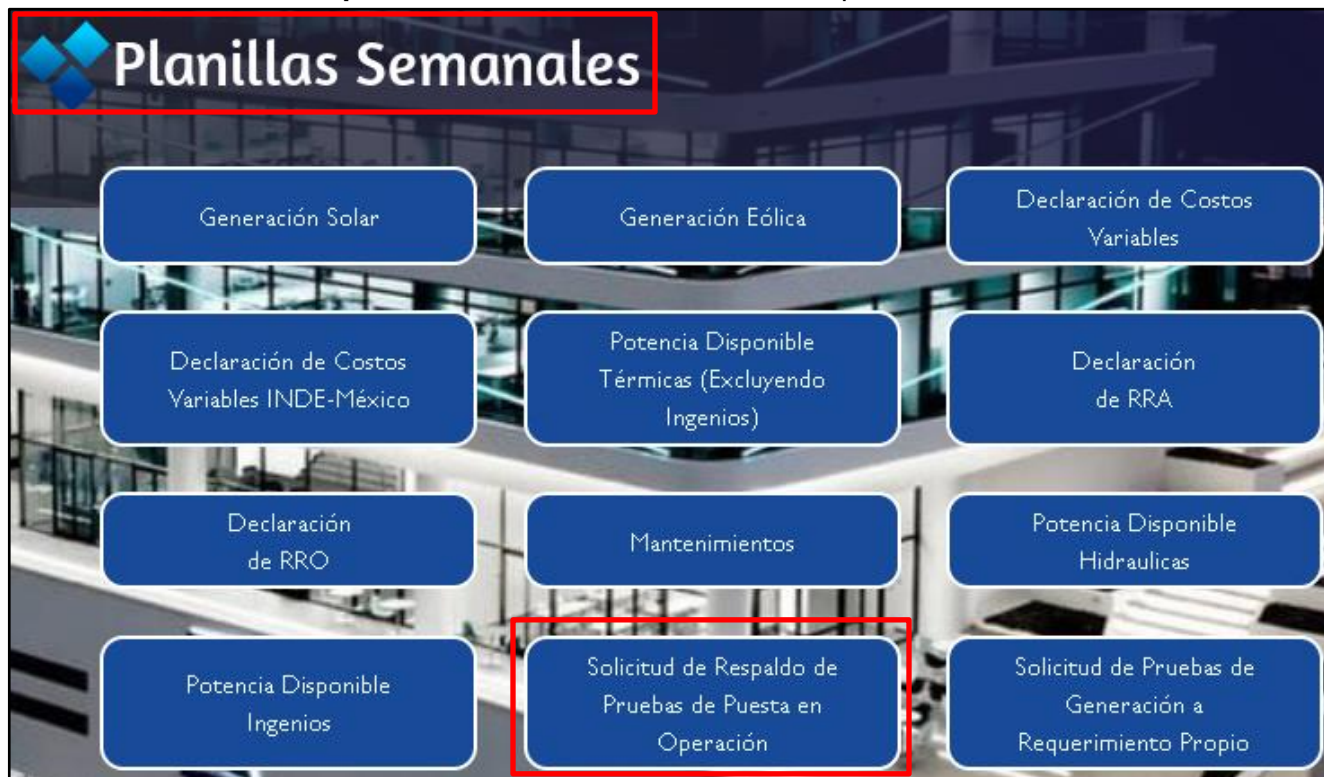 Planillas Semanales
Generación Solar
Generación Eólica
Declaración de Costos
Variables
Declaración de Costos
Variables INDE-México
Potencia Disponible
Térmicas (Excluyendo
Ingenios)
Declaración
de RRA
Declaración
de RRO
Mantenimientos
Potencia Disponible
Hidraulicas
Potencia Disponible
Ingenios
Solicitud de Respaldo de
Pruebas de Puesta en
Operación
Solicitud de Pruebas de
Generación a
Requerimiento Propio